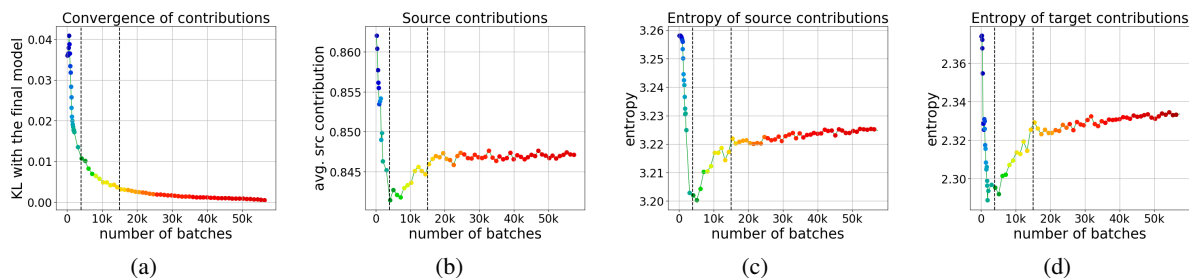 Convergence of contributions
KL with the final model
0.04
0.03
0.02
0.01
0.00
0 10k 20k 30k 40k 50k
number of batches
(a)
Source contributions
avg. src contribution
0.860
0.855
0.850
0.845
0 10k 20k 30k 40k 50k
number of batches
(b)
Entropy of source contributions
entropy
3.26
3.25
3.24
3.23
3.22
3.21
3.20
0 10k 20k 30k 40k 50k
number of batches
(c)
Entropy of target contributions
entropy
2.36
2.33
2.30
0 10k 20k 30k 40k 50k
number of batches
(d)